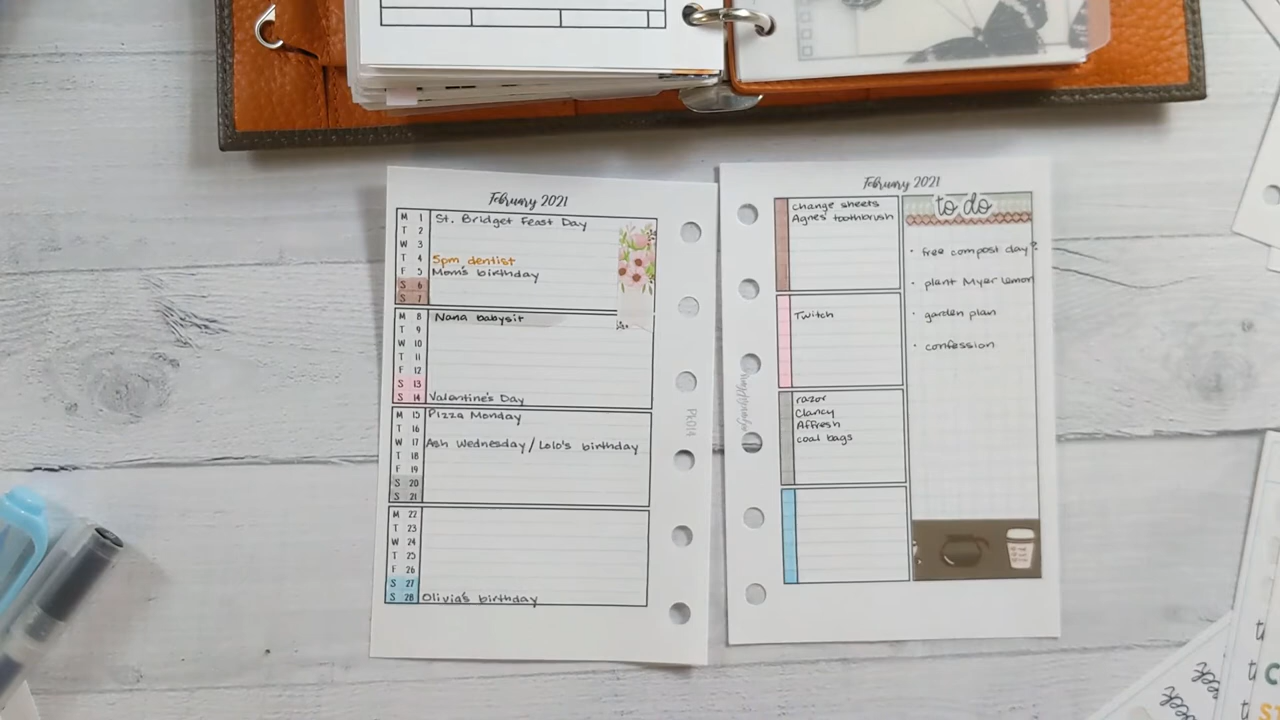 February 2021
M 1 St. Bridget Feast Day
T 2
W 3
T 4 5pm dentist
F 5 Mom's birthday
S 6
S 7
M 8 Nana babysit
T 9
W 10
T 11
F 12
S 13
S 14 Valentine's Day
M 15 Pizza Monday
T 16
W 17 Ash Wednesday/Lolo's birthday
T 18
F 19
S 20
S 21
M 22
T 23
W 24
T 25
F 26
S 27
S 28 Olivia's birthday
PK014
February 2021
change sheets
Agnes' toothbrush
Twitch
razor
Clancy
Affresh
coal bags
to do
• free compost day?
• plant Myer lemon
• garden plan
• confession